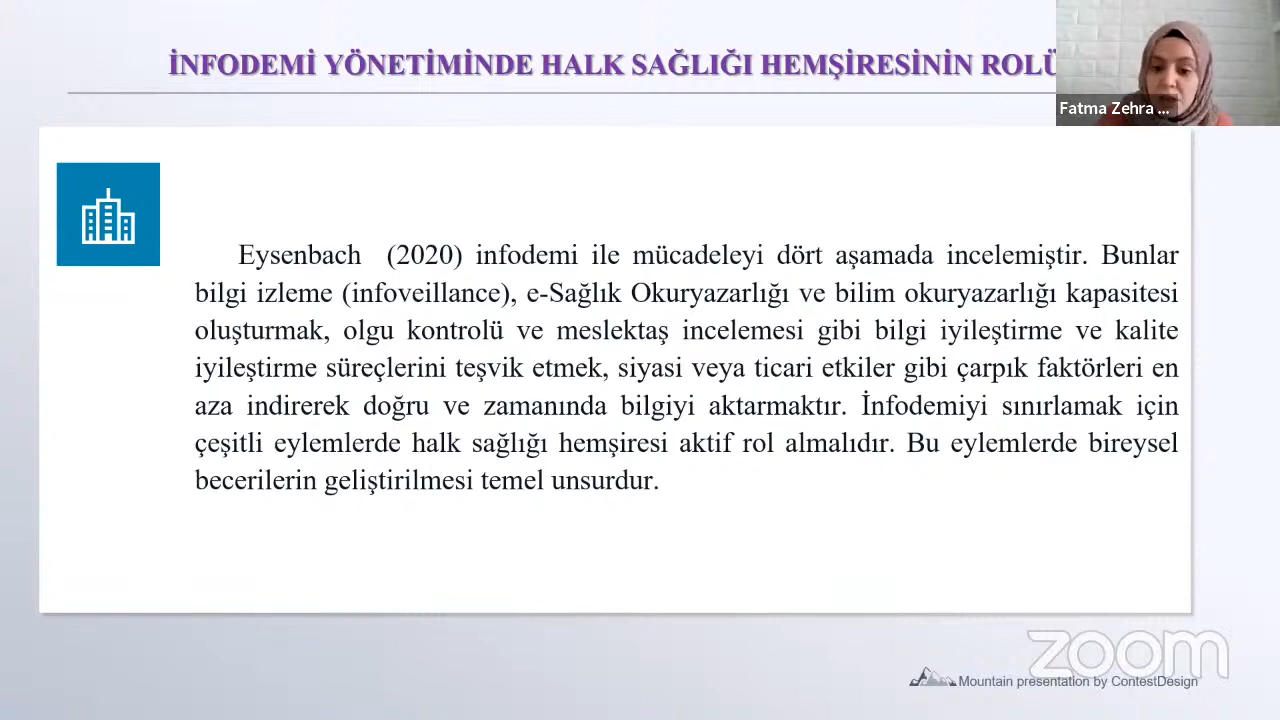 İNFODEMİ YÖNETİMİNDE HALK SAĞLIĞI HEMŞİRESİNİN ROLÜ
Fatma Zehra ...
Eysenbach (2020) infodemi ile mücadeleyi dört aşamada incelemiştir. Bunlar
bilgi izleme (infoveillance), e-Sağlık Okuryazarlığı ve bilim okuryazarlığı kapasitesi
oluşturmak, olgu kontrolü ve meslektaş incelemesi gibi bilgi iyileştirme ve kalite
iyileştirme süreçlerini teşvik etmek, siyasi veya ticari etkiler gibi çarpık faktörleri en
aza indirerek doğru ve zamanında bilgiyi aktarmaktır. İnfodemiyi sınırlamak için
çeşitli eylemlerde halk sağlığı hemşiresi aktif rol almalıdır. Bu eylemlerde bireysel
becerilerin geliştirilmesi temel unsurdur.
zoom
Mountain presentation by ContestDesign